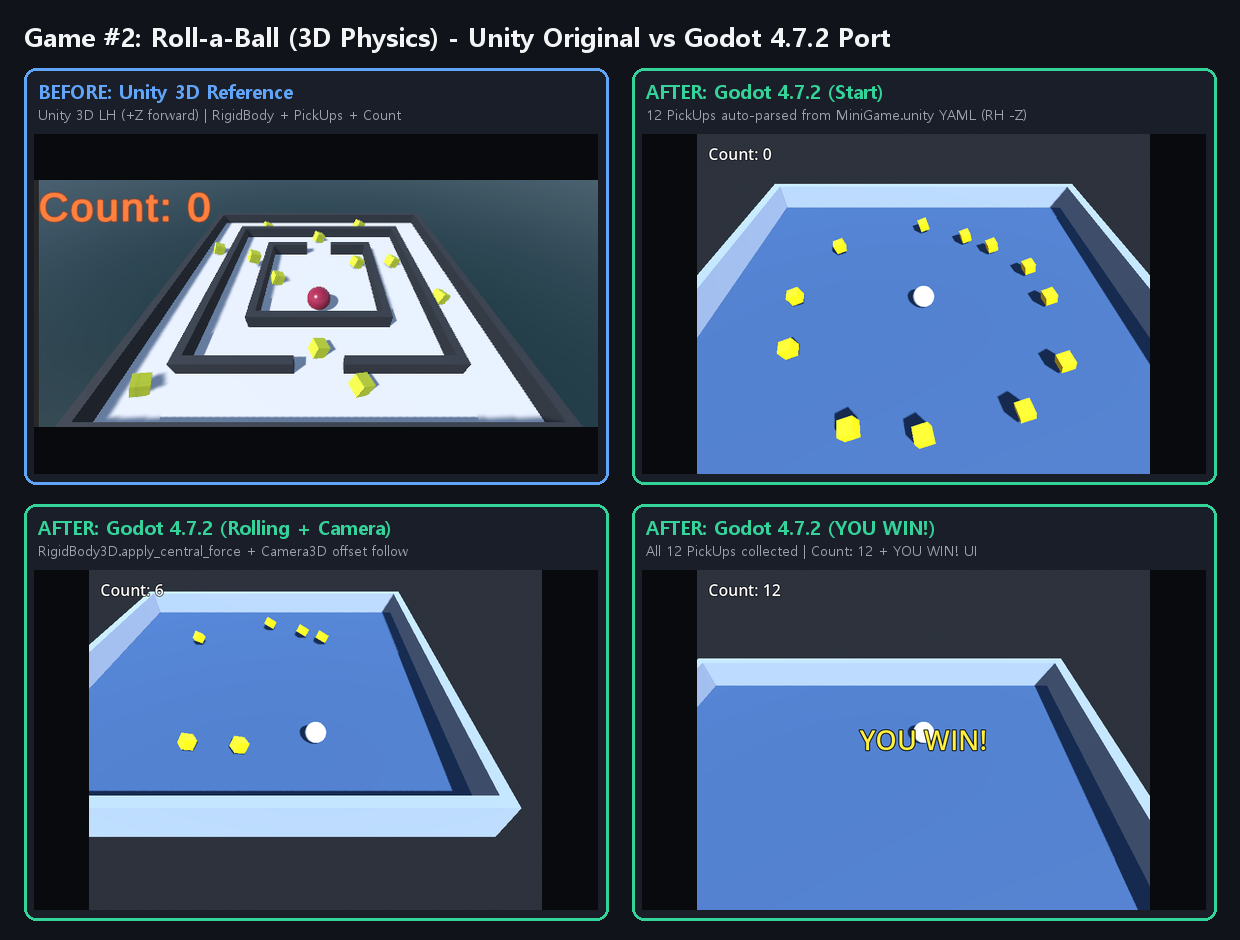 Game #2: Roll-a-Ball (3D Physics) - Unity Original vs Godot 4.7.2 Port
BEFORE: Unity 3D Reference
Unity 3D LH (+Z forward) | RigidBody + PickUps + Count
Count: 0
AFTER: Godot 4.7.2 (Start)
12 PickUps auto-parsed from MiniGame.unity YAML (RH -Z)
Count: 0
AFTER: Godot 4.7.2 (Rolling + Camera)
RigidBody3D.apply_central_force + Camera3D offset follow
Count: 6
AFTER: Godot 4.7.2 (YOU WIN!)
All 12 PickUps collected | Count: 12 + YOU WIN! UI
Count: 12
YOU WIN!